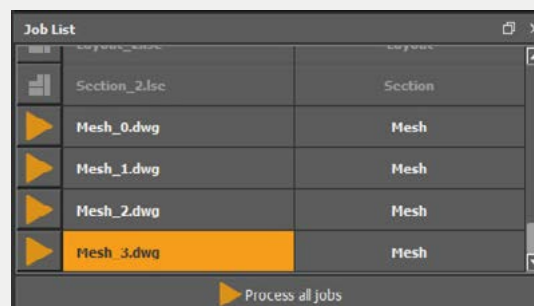 Job List
Section_2.lsc Section
Mesh_0.dwg Mesh
Mesh_1.dwg Mesh
Mesh_2.dwg Mesh
Mesh_3.dwg Mesh
Process all jobs